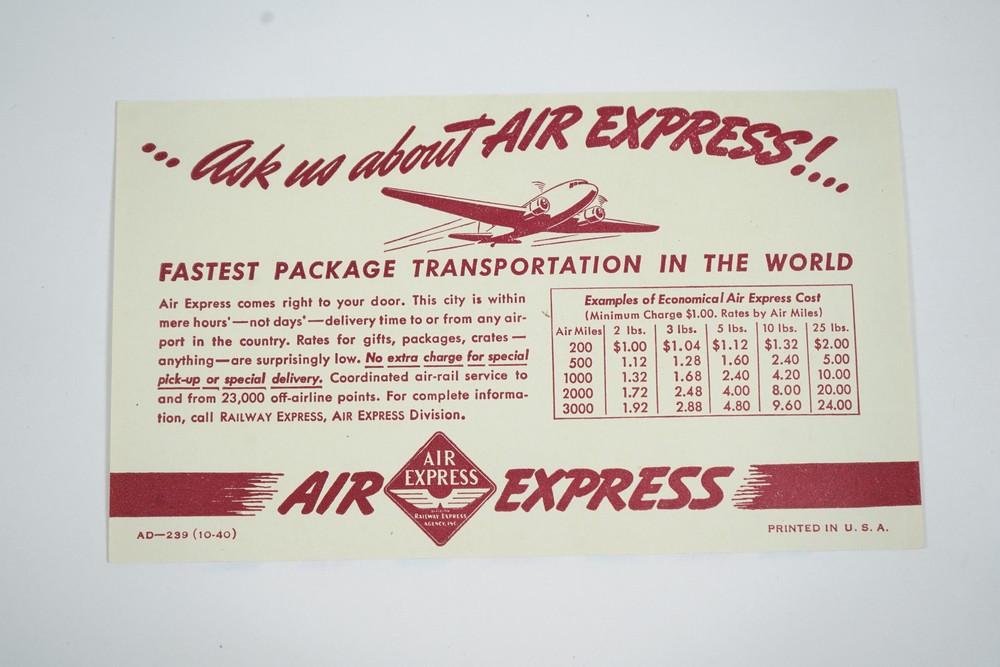 ... Ask us about AIR EXPRESS!...
FASTEST PACKAGE TRANSPORTATION IN THE WORLD
Air Express comes right to your door. This city is within
mere hours'—not days'—delivery time to or from any air-
port in the country. Rates for gifts, packages, crates—
anything—are surprisingly low. No extra charge for special
pick-up or special delivery. Coordinated air-rail service to
and from 23,000 off-airline points. For complete informa-
tion, call RAILWAY EXPRESS, AIR EXPRESS Division.
Examples of Economical Air Express Cost
(Minimum Charge $1.00. Rates by Air Miles)
Air Miles 2 lbs. 3 lbs. 5 lbs. 10 lbs. 25 lbs.
200 $1.00 $1.04 $1.12 $1.32 $2.00
500 1.12 1.28 1.60 2.40 5.00
1000 1.32 1.68 2.40 4.20 10.00
2000 1.72 2.48 4.00 8.00 20.00
3000 1.92 2.88 4.80 9.60 24.00
AIR EXPRESS
AIR
EXPRESS
RAILWAY EXPRESS
AGENCY, INC.
AD—239 (10-40)
PRINTED IN U. S. A.